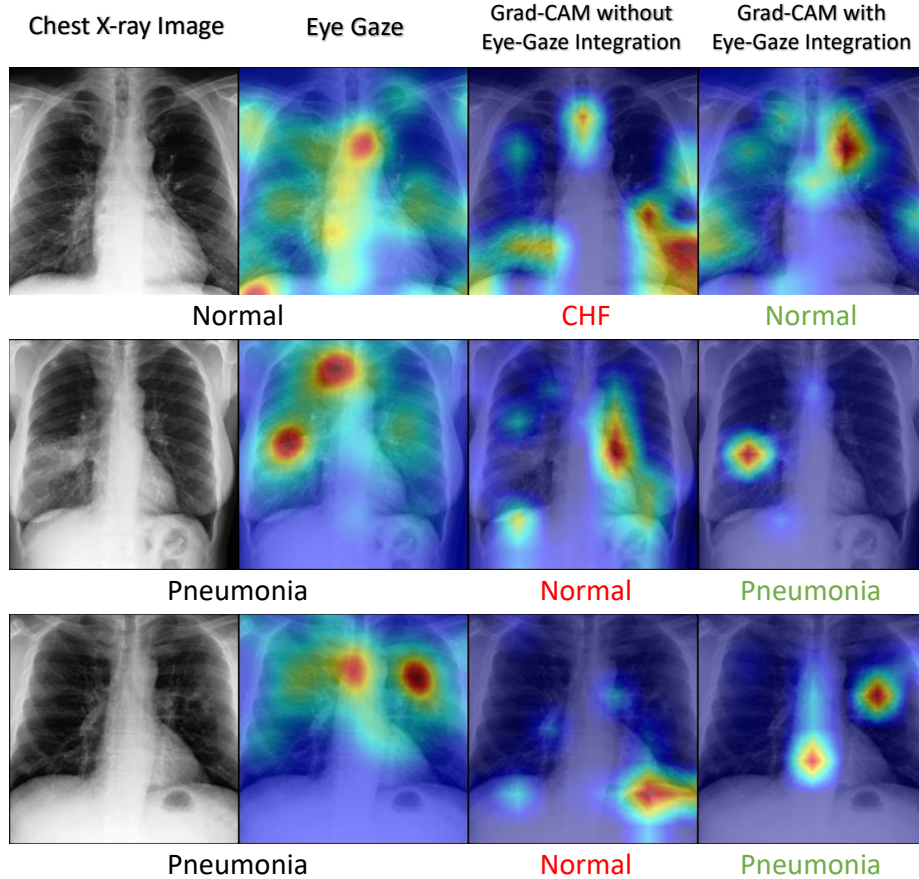 Chest X-ray Image
Eye Gaze
Grad-CAM without
Eye-Gaze Integration
Grad-CAM with
Eye-Gaze Integration
Normal
CHF
Normal
Pneumonia
Normal
Pneumonia
Pneumonia
Normal
Pneumonia